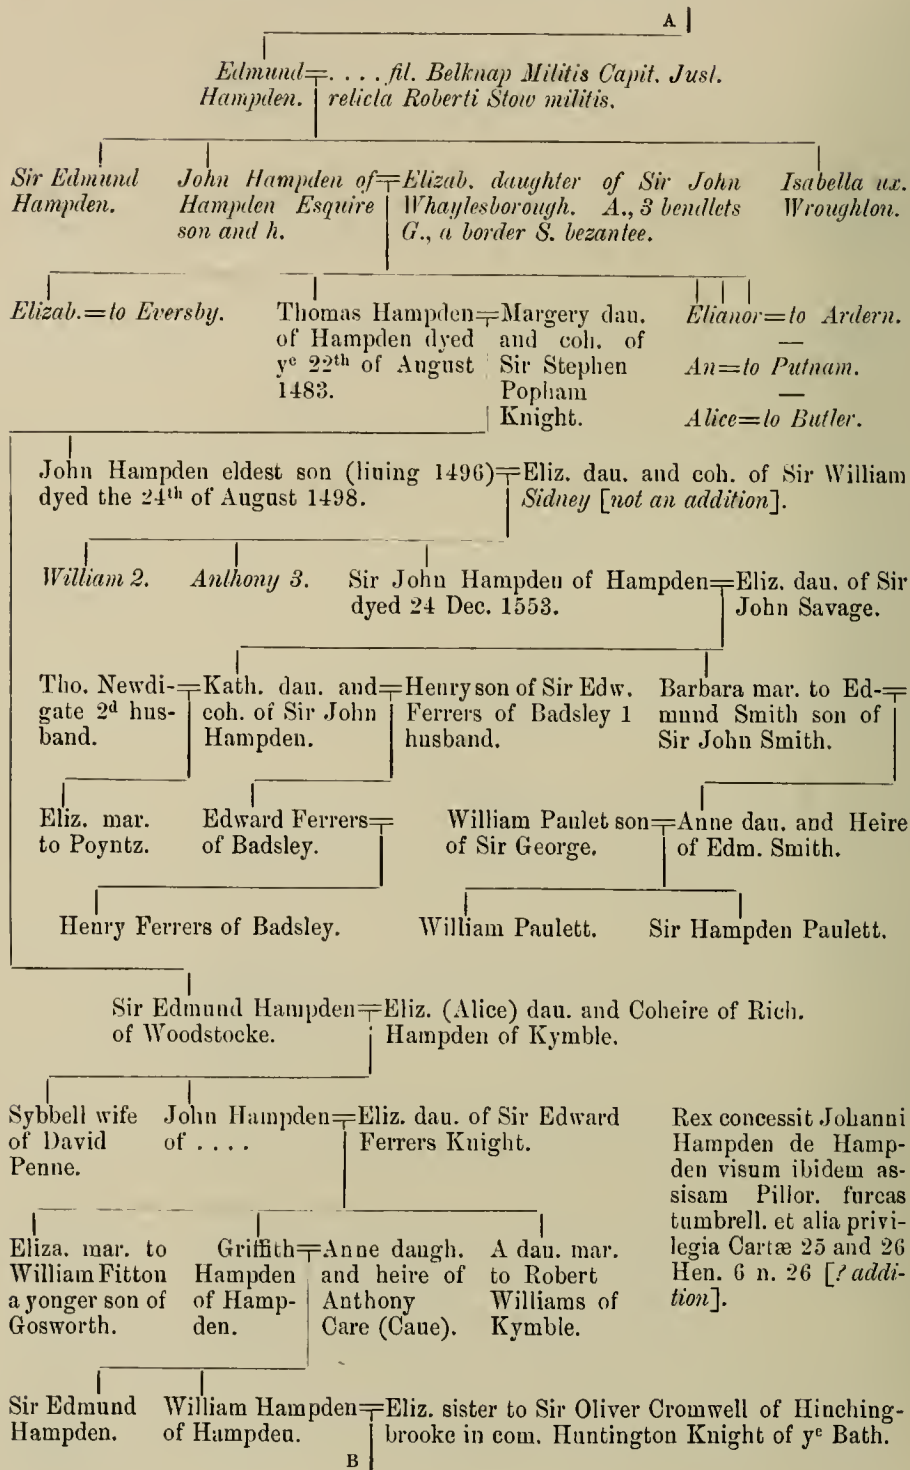 A
Edmund=. . . . fil. Belknap Militis Capit. Just.
Hampden. relicta Roberti Stow militis.
Sir Edmund
Hampden.
John Hampden of=Elizab. daughter of Sir John
Hampden Esquire Whaylesborough. A., 3 bendlets
son and h. G., a border S. bezantee.
Isabella ux.
Wroughton.
Elizab.=to Eversby.
Thomas Hampden=Margery dau.
of Hampden dyed and coh. of
yᵉ 22ᵗʰ of August Sir Stephen
1483. Popham
Knight.
Elianor=to Ardern.
—
An=to Putnam.
—
Alice=to Butler.
John Hampden eldest son (liuing 1496)=Eliz. dau. and coh. of Sir William
dyed the 24ᵗʰ of August 1498. Sidney [not an addition].
William 2. Anthony 3. Sir John Hampden of Hampden=Eliz. dau. of Sir
dyed 24 Dec. 1553. John Savage.
Tho. Newdi-=Kath. dau. and=Henry son of Sir Edw.
gate 2ᵈ hus- coh. of Sir John Ferrers of Badsley 1
band. Hampden. husband.
Barbara mar. to Ed-=
mund Smith son of
Sir John Smith.
Eliz. mar.
to Poyntz.
Edward Ferrers=
of Badsley.
William Paulet son=Anne dau. and Heire
of Sir George. of Edm. Smith.
Henry Ferrers of Badsley. William Paulett. Sir Hampden Paulett.
Sir Edmund Hampden=Eliz. (Alice) dau. and Coheire of Rich.
of Woodstocke. Hampden of Kymble.
Sybbell wife
of David
Penne.
John Hampden=Eliz. dau. of Sir Edward
of . . . . Ferrers Knight.
Rex concessit Johanni
Hampden de Hamp-
den visum ibidem as-
sisam Pillor. furcas
tumbrell. et alia privi-
legia Cartæ 25 and 26
Hen. 6 n. 26 [? addi-
tion].
Eliza. mar. to
William Fitton
a yonger son of
Gosworth.
Griffith=Anne daugh.
Hampden and heire of
of Hamp- Anthony
den. Care (Caue).
A dau. mar.
to Robert
Williams of
Kymble.
Sir Edmund
Hampden.
William Hampden=Eliz. sister to Sir Oliver Cromwell of Hinching-
of Hampden. brooke in com. Huntington Knight of yᵉ Bath.
B